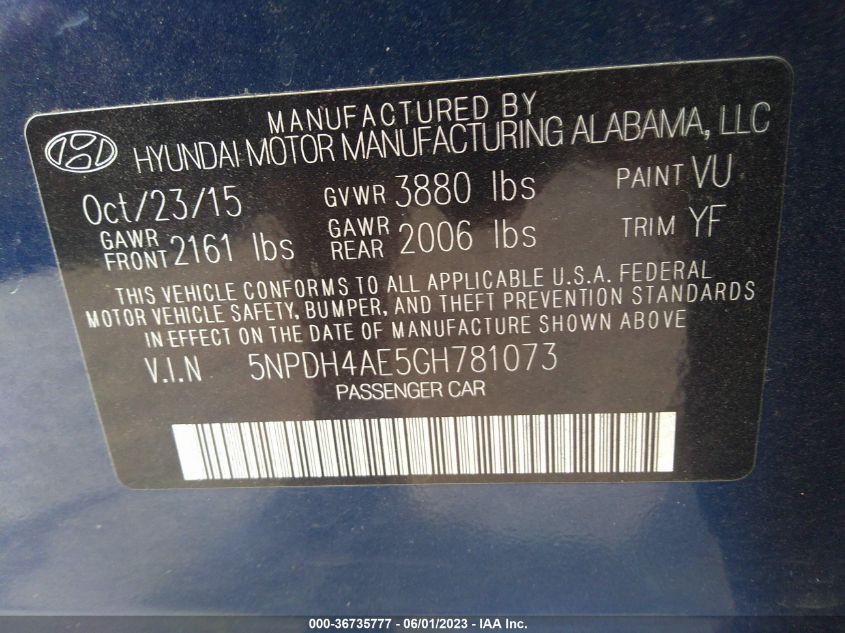 MANUFACTURED BY
HYUNDAI MOTOR MANUFACTURING ALABAMA, LLC
Oct/23/15 GVWR 3880 lbs PAINT VU
GAWR FRONT 2161 lbs GAWR REAR 2006 lbs TRIM YF
THIS VEHICLE CONFORMS TO ALL APPLICABLE U.S.A. FEDERAL
MOTOR VEHICLE SAFETY, BUMPER, AND THEFT PREVENTION STANDARDS
IN EFFECT ON THE DATE OF MANUFACTURE SHOWN ABOVE
V.I.N 5NPDH4AE5GH781073
PASSENGER CAR
000-36735777 - 06/01/2023 - IAA Inc.